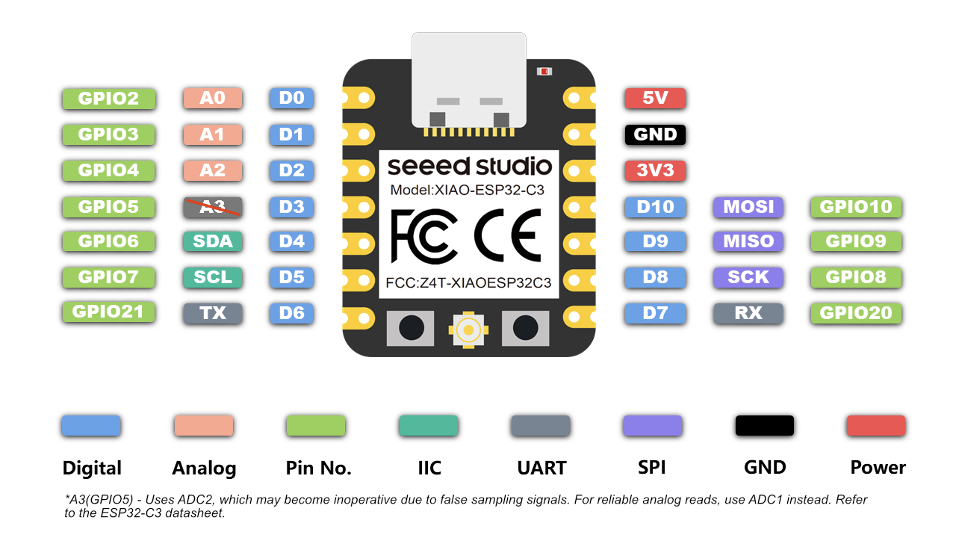 GPIO2 A0 D0 5V
GPIO3 A1 D1 GND
GPIO4 A2 D2 3V3
GPIO5 A3 D3 D10 MOSI GPIO10
GPIO6 SDA D4 D9 MISO GPIO9
GPIO7 SCL D5 D8 SCK GPIO8
GPIO21 TX D6 D7 RX GPIO20
seeed studio
Model:XIAO-ESP32-C3
FC CE
FCC:Z4T-XIAOESP32C3
Digital Analog Pin No. IIC UART SPI GND Power
*A3(GPIO5) - Uses ADC2, which may become inoperative due to false sampling signals. For reliable analog reads, use ADC1 instead. Refer
to the ESP32-C3 datasheet.